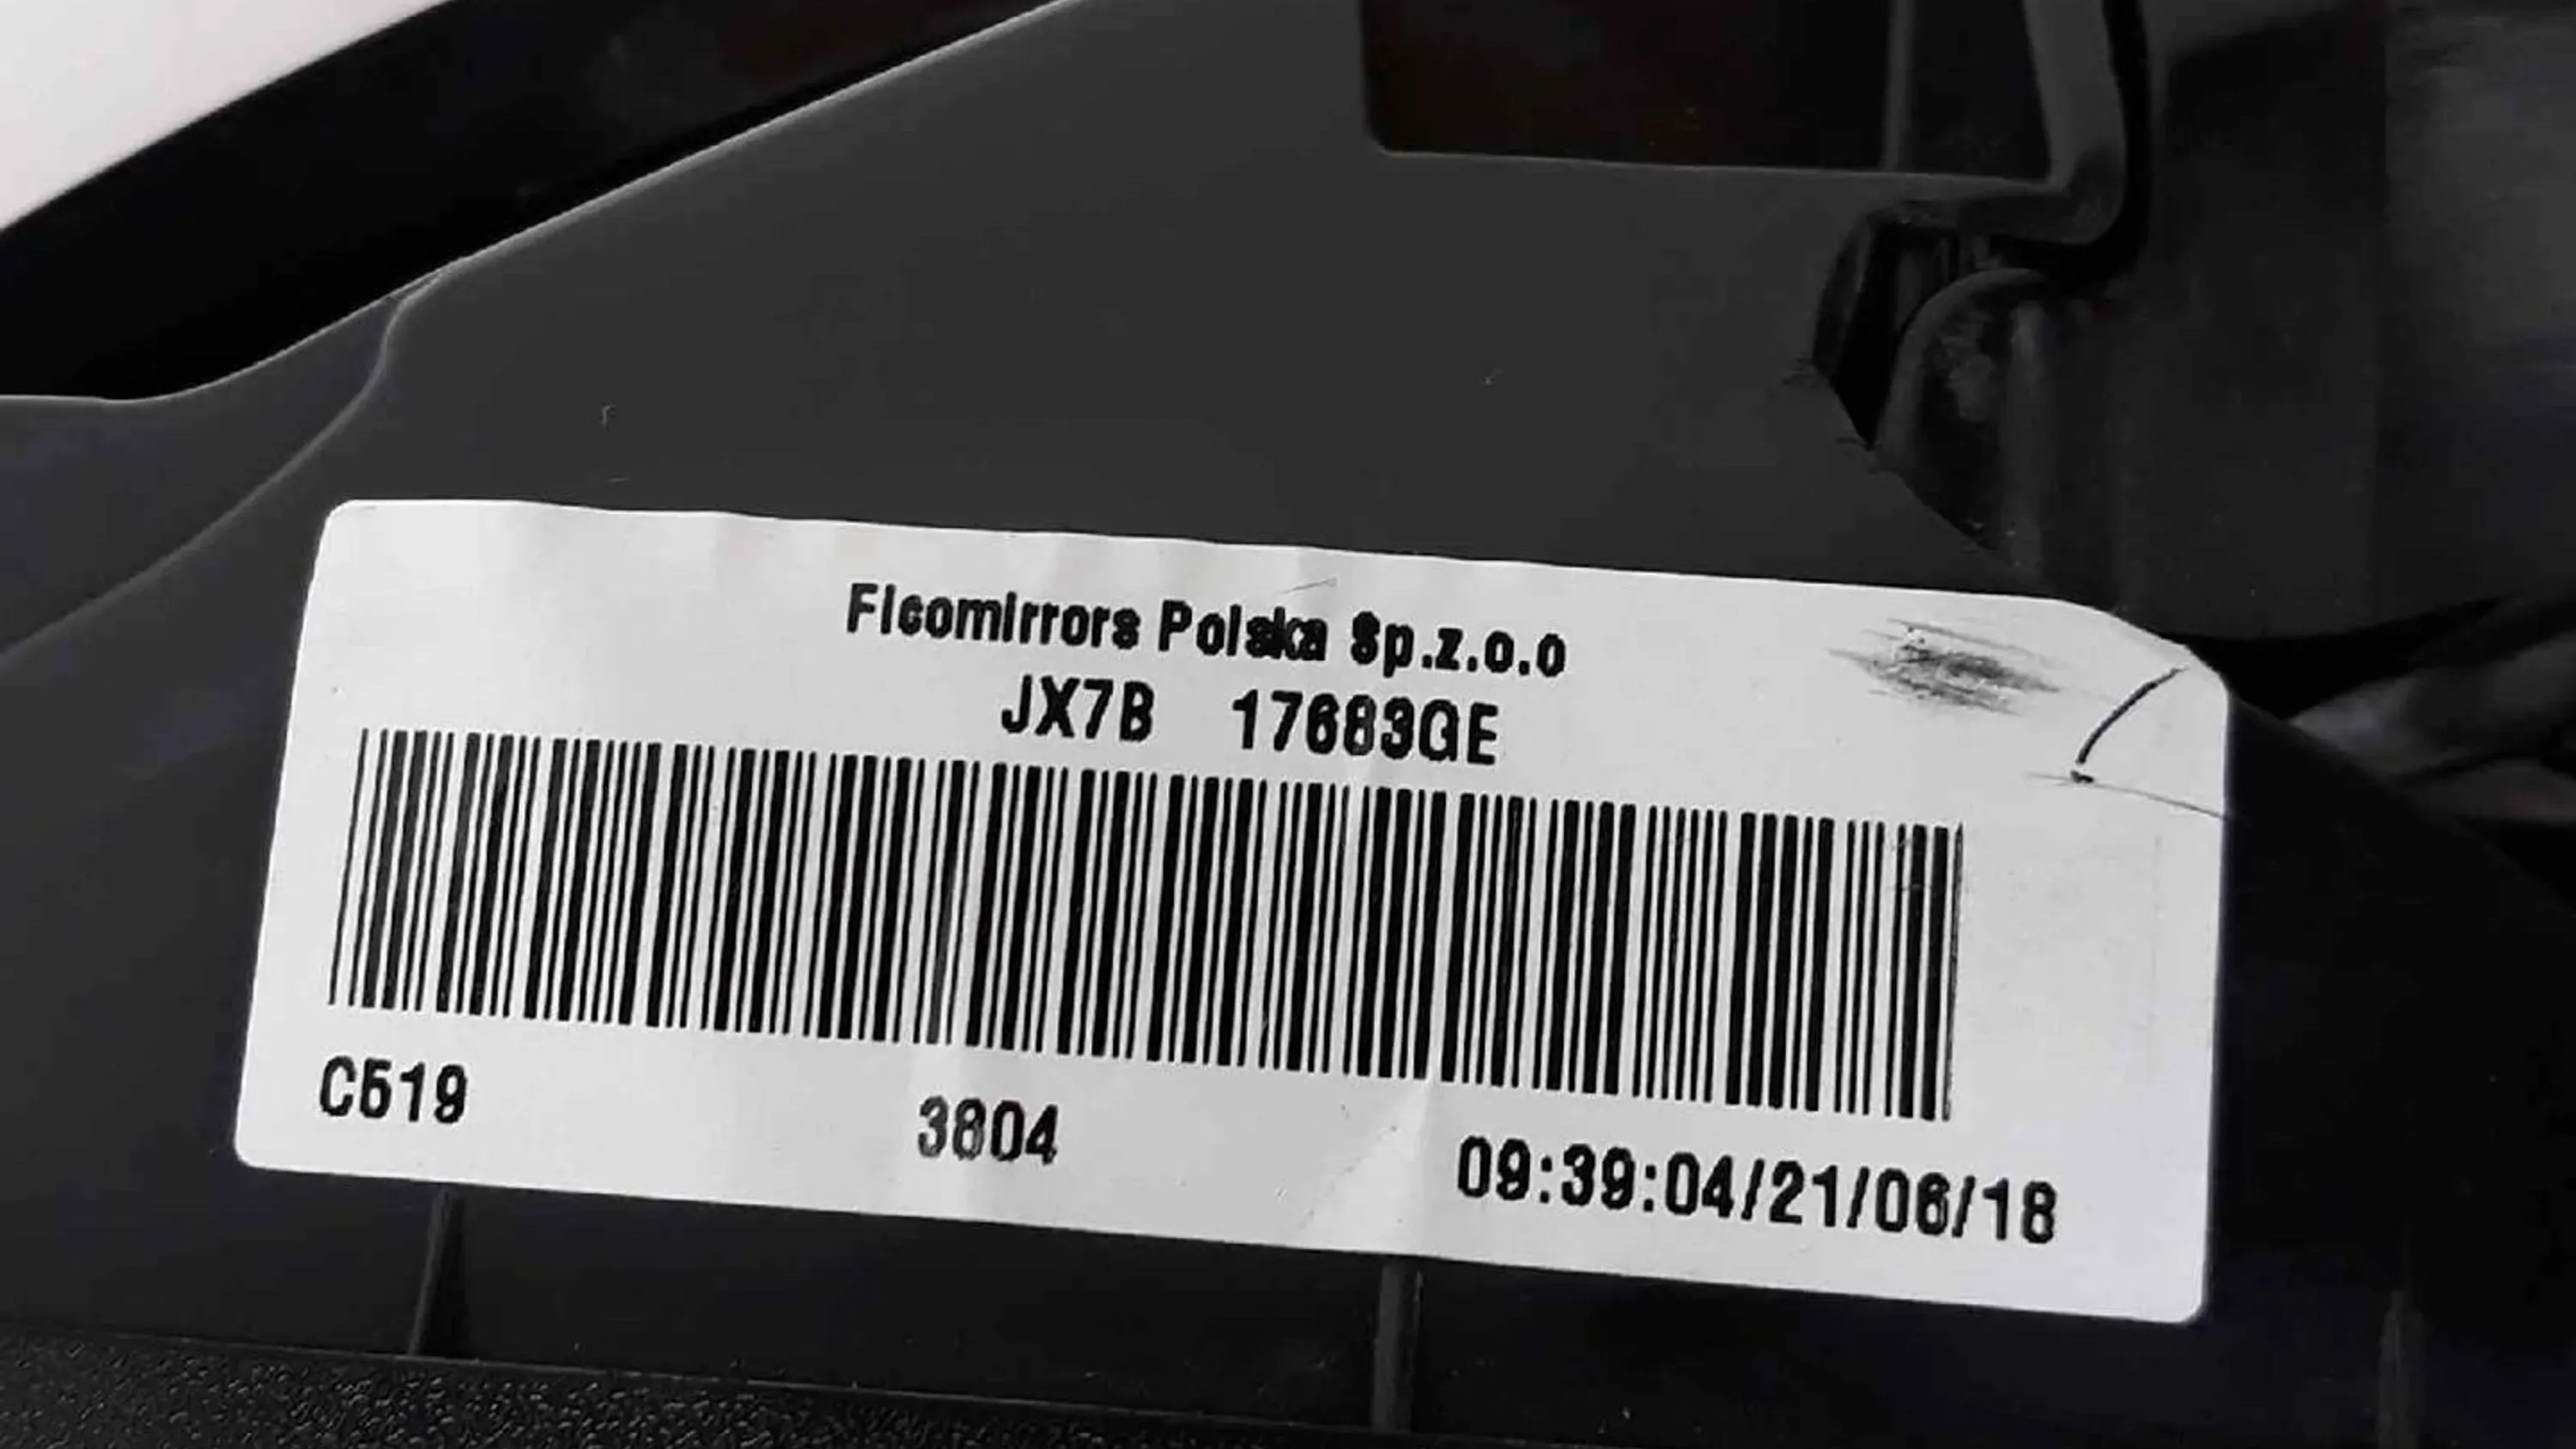 Ficomirrors Polska Sp.z.o.o
JX7B 17683GE
C519
3804
09:39:04/21/06/18